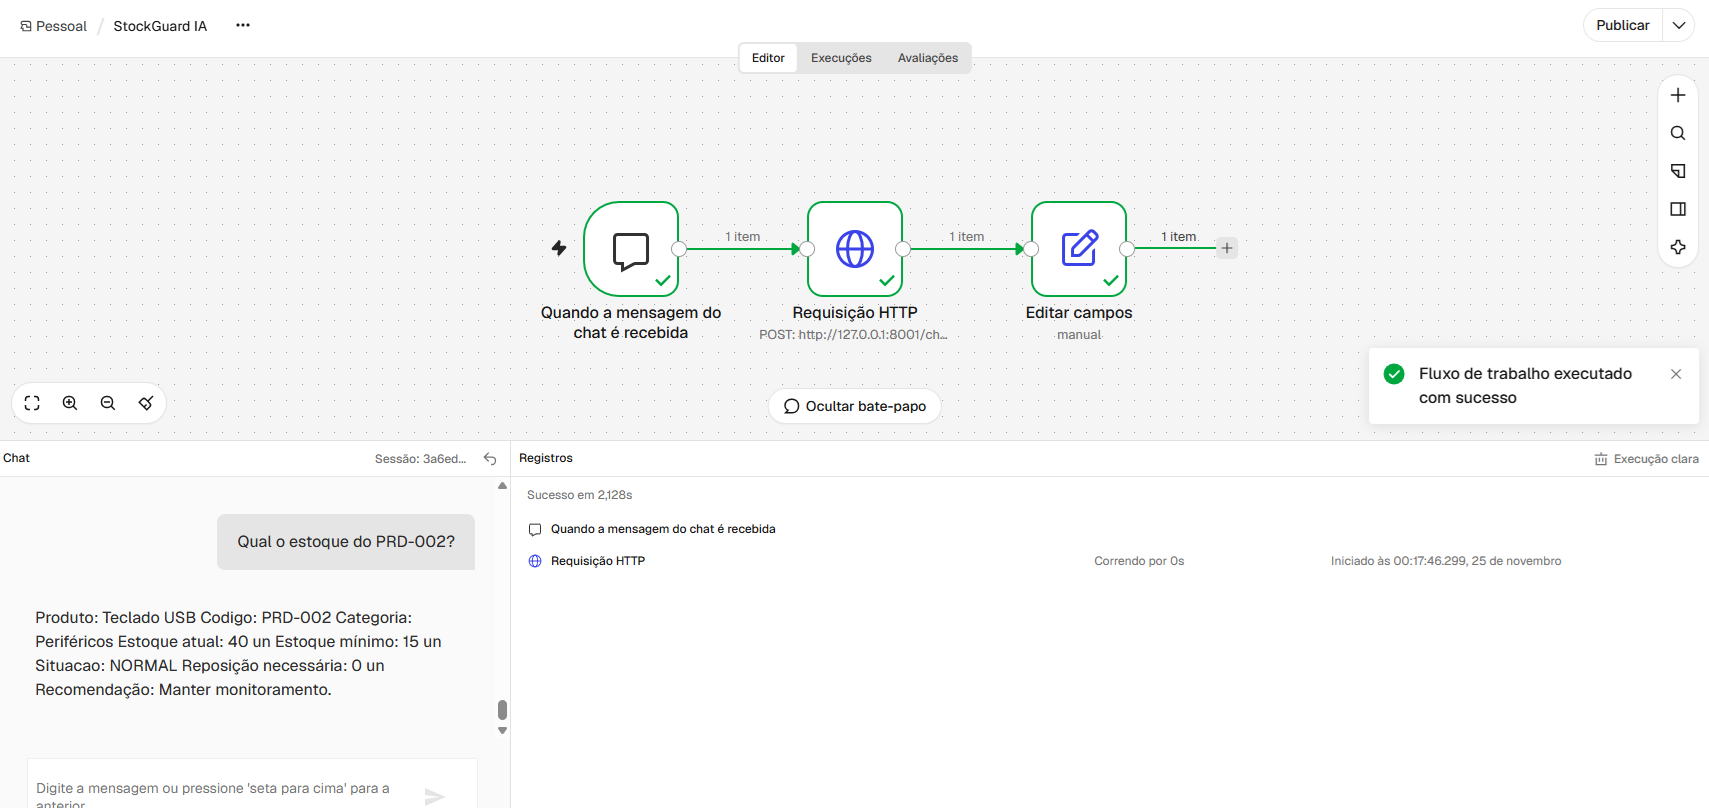 Pessoal / StockGuard IA ...
Publicar
Editor Execuções Avaliações
1 item 1 item 1 item
Quando a mensagem do
chat é recebida
Requisição HTTP
POST: http://127.0.0.1:8001/ch...
Editar campos
manual
Fluxo de trabalho executado
com sucesso
Ocultar bate-papo
Chat Sessão: 3a6ed...
Qual o estoque do PRD-002?
Produto: Teclado USB Codigo: PRD-002 Categoria:
Periféricos Estoque atual: 40 un Estoque mínimo: 15 un
Situacao: NORMAL Reposição necessária: 0 un
Recomendação: Manter monitoramento.
Digite a mensagem ou pressione 'seta para cima' para a
anterior
Registros Execução clara
Sucesso em 2,128s
Quando a mensagem do chat é recebida
Requisição HTTP Correndo por 0s Iniciado às 00:17:46.299, 25 de novembro